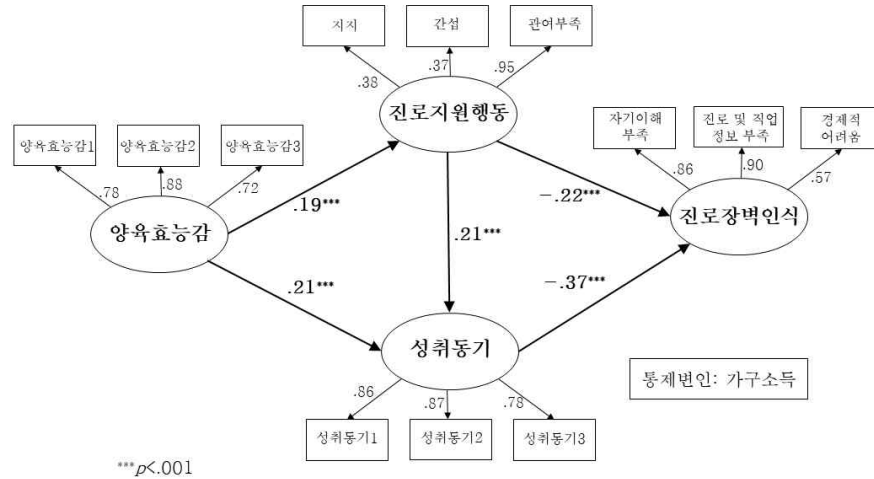 지지
간섭
관여부족
.38
.37
.95
진로지원행동
양육효능감1
양육효능감2
양육효능감3
.78
.88
.72
양육효능감
자기이해
부족
진로 및 직업
정보 부족
경제적
어려움
.86
.90
.57
진로장벽인식
.19***
-.22***
.21***
.21***
-.37***
성취동기
.86
.87
.78
성취동기1
성취동기2
성취동기3
통제변인: 가구소득
***p<.001